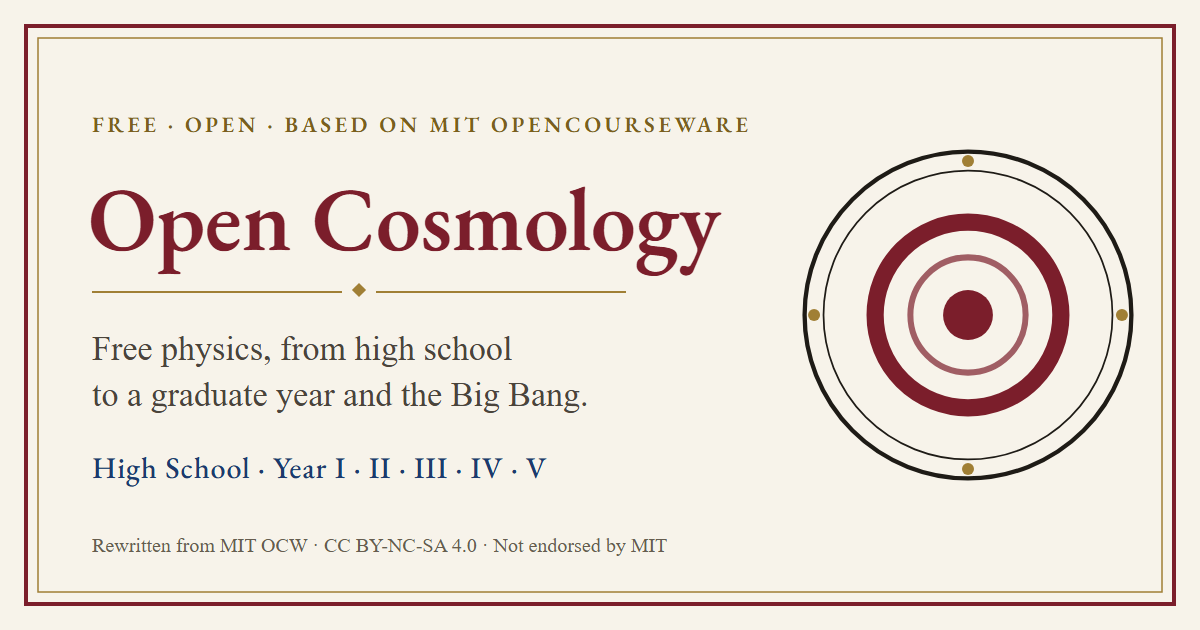 FREE · OPEN · BASED ON MIT OPENCOURSEWARE
Open Cosmology
Free physics, from high school
to a graduate year and the Big Bang.
High School · Year I · II · III · IV · V
Rewritten from MIT OCW · CC BY-NC-SA 4.0 · Not endorsed by MIT